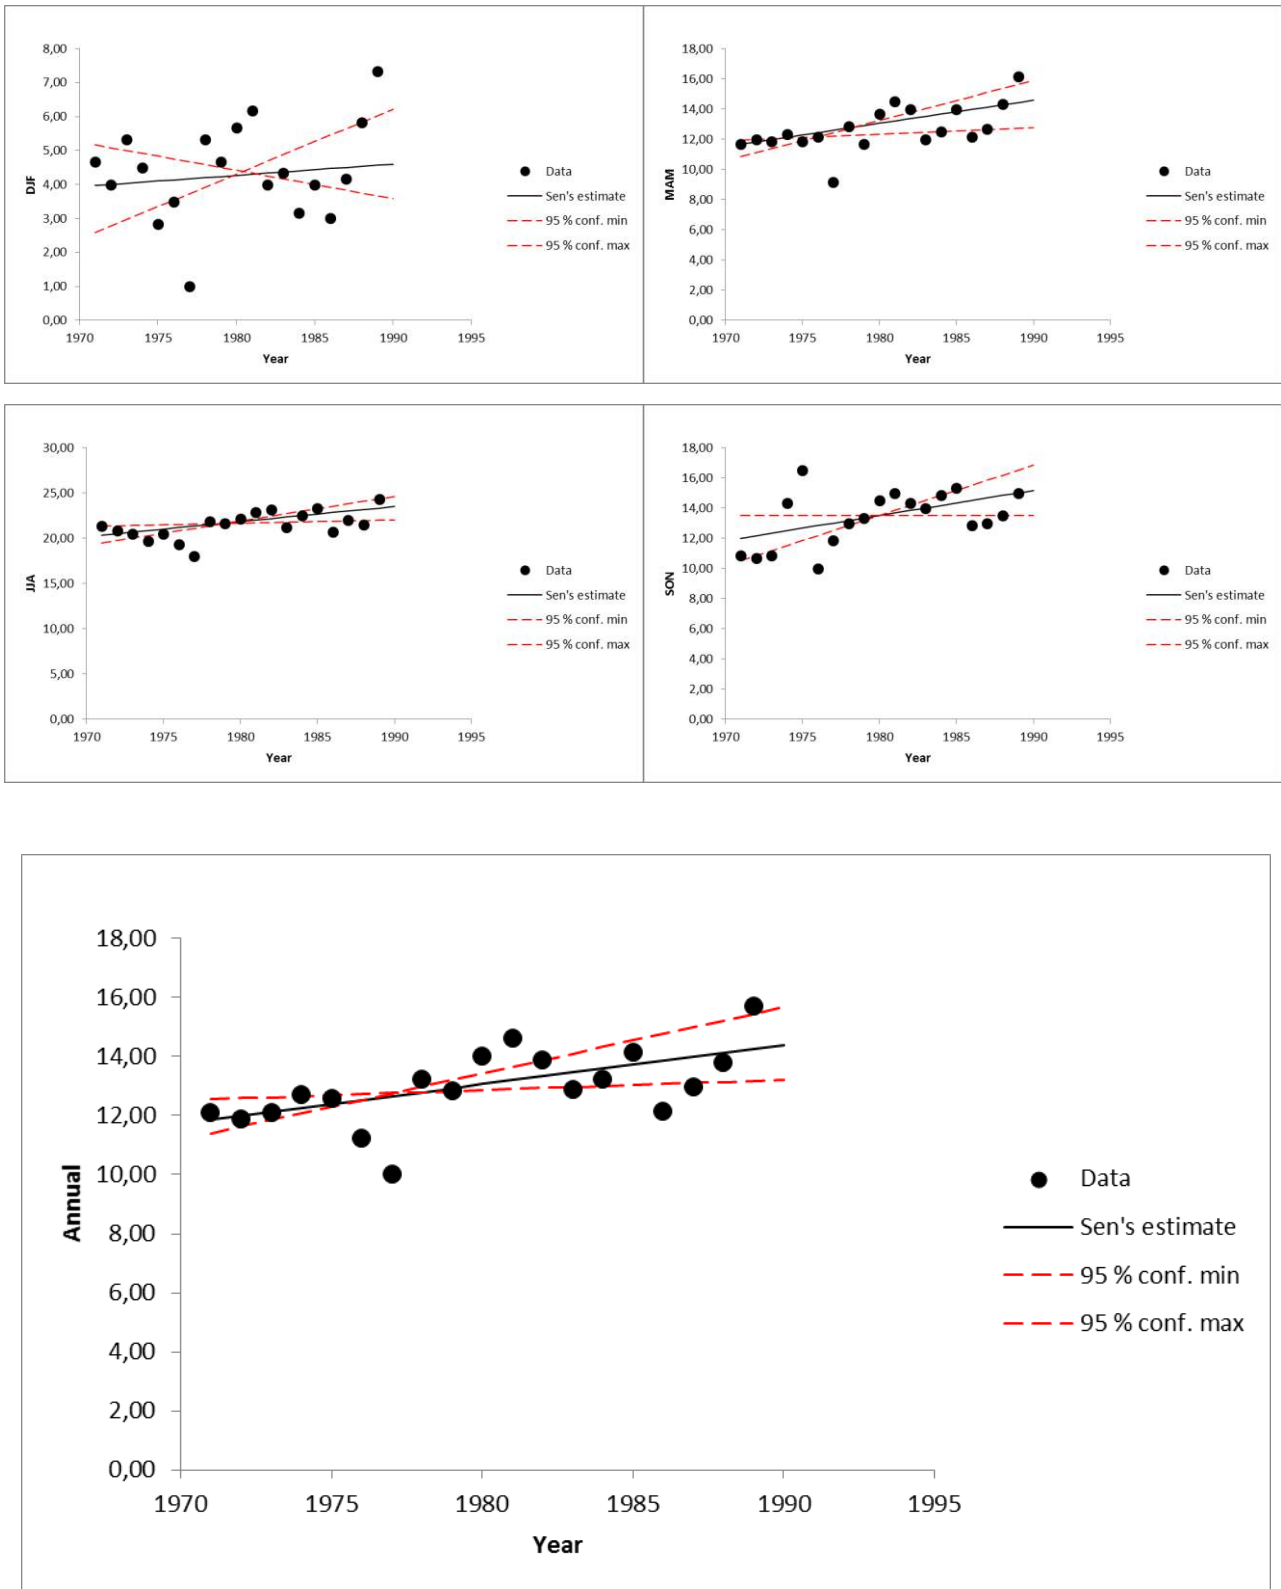 8,00
7,00
6,00
5,00
4,00
3,00
2,00
1,00
0,00
DJF
1970 1975 1980 1985 1990 1995
Year
Data
Sen's estimate
95 % conf. min
95 % conf. max
18,00
16,00
14,00
12,00
10,00
8,00
6,00
4,00
2,00
0,00
MAM
1970 1975 1980 1985 1990 1995
Year
Data
Sen's estimate
95 % conf. min
95 % conf. max
30,00
25,00
20,00
15,00
10,00
5,00
0,00
JJA
1970 1975 1980 1985 1990 1995
Year
Data
Sen's estimate
95 % conf. min
95 % conf. max
18,00
16,00
14,00
12,00
10,00
8,00
6,00
4,00
2,00
0,00
SON
1970 1975 1980 1985 1990 1995
Year
Data
Sen's estimate
95 % conf. min
95 % conf. max
18,00
16,00
14,00
12,00
10,00
8,00
6,00
4,00
2,00
0,00
Annual
1970 1975 1980 1985 1990 1995
Year
Data
Sen's estimate
95 % conf. min
95 % conf. max